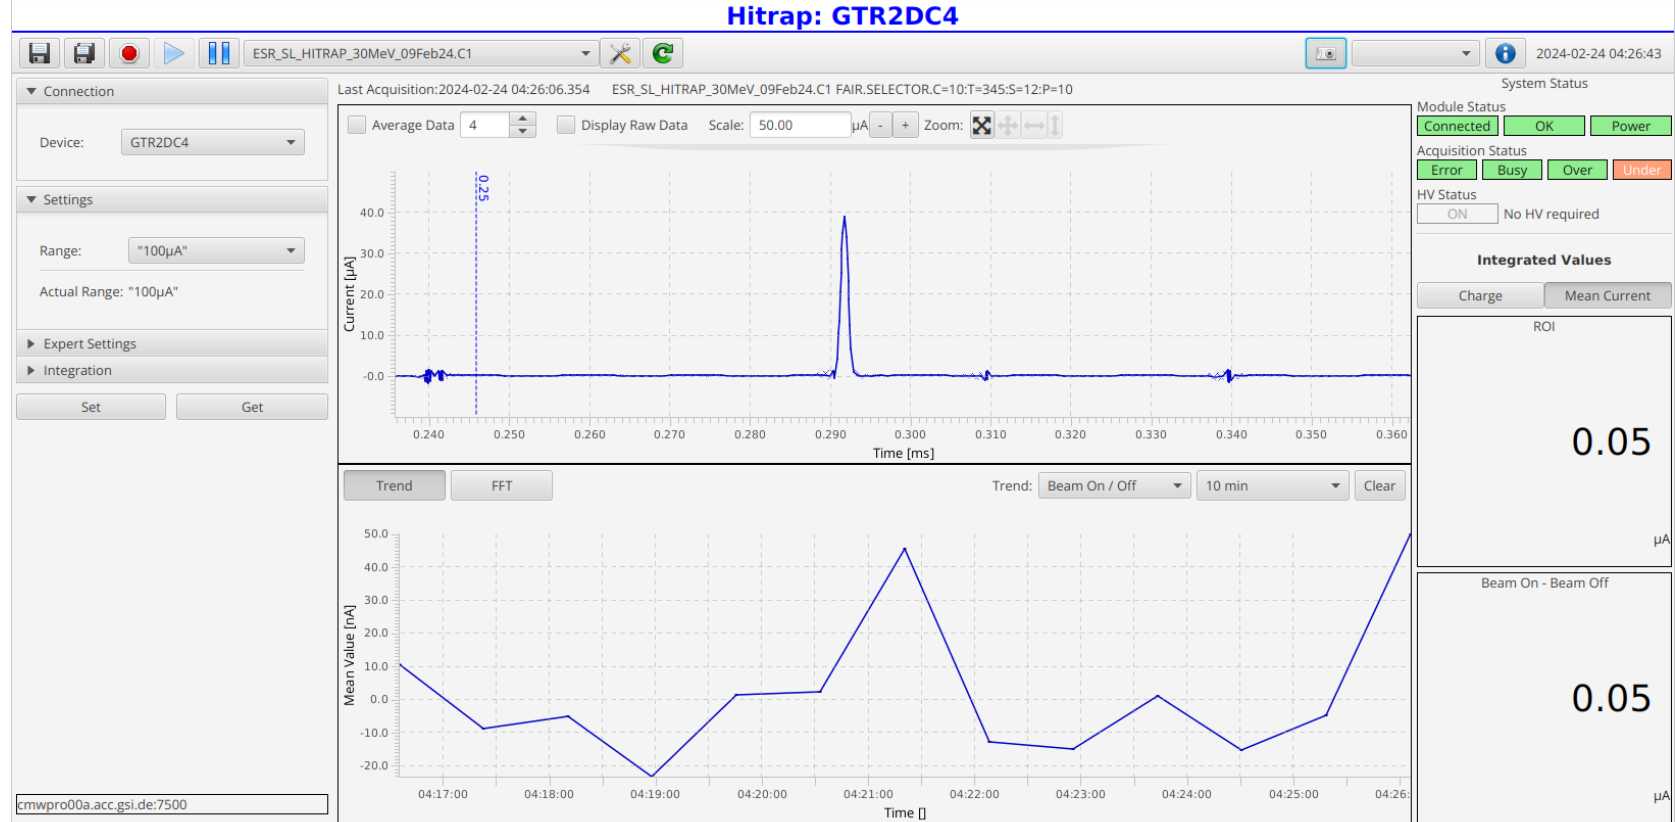 Hitrap: GTR2DC4
ESR_SL_HITRAP_30MeV_09Feb24.C1
2024-02-24 04:26:43
Connection
Device: GTR2DC4
Settings
Range: "100µA"
Actual Range: "100µA"
Expert Settings
Integration
Set Get
cmwpro00a.acc.gsi.de:7500
Last Acquisition:2024-02-24 04:26:06.354 ESR_SL_HITRAP_30MeV_09Feb24.C1 FAIR.SELECTOR.C=10:T=345:S=12:P=10
Average Data 4 Display Raw Data Scale: 50.00 µA - + Zoom:
0.25
40.0
30.0
20.0
10.0
-0.0
Current [µA]
0.240 0.250 0.260 0.270 0.280 0.290 0.300 0.310 0.320 0.330 0.340 0.350 0.360
Time [ms]
Trend FFT Trend: Beam On / Off 10 min Clear
50.0
40.0
30.0
20.0
10.0
0.0
-10.0
-20.0
Mean Value [nA]
04:17:00 04:18:00 04:19:00 04:20:00 04:21:00 04:22:00 04:23:00 04:24:00 04:25:00 04:26:
Time []
System Status
Module Status
Connected OK Power
Acquisition Status
Error Busy Over Under
HV Status
ON No HV required
Integrated Values
Charge Mean Current
ROI
0.05
µA
Beam On - Beam Off
0.05
µA